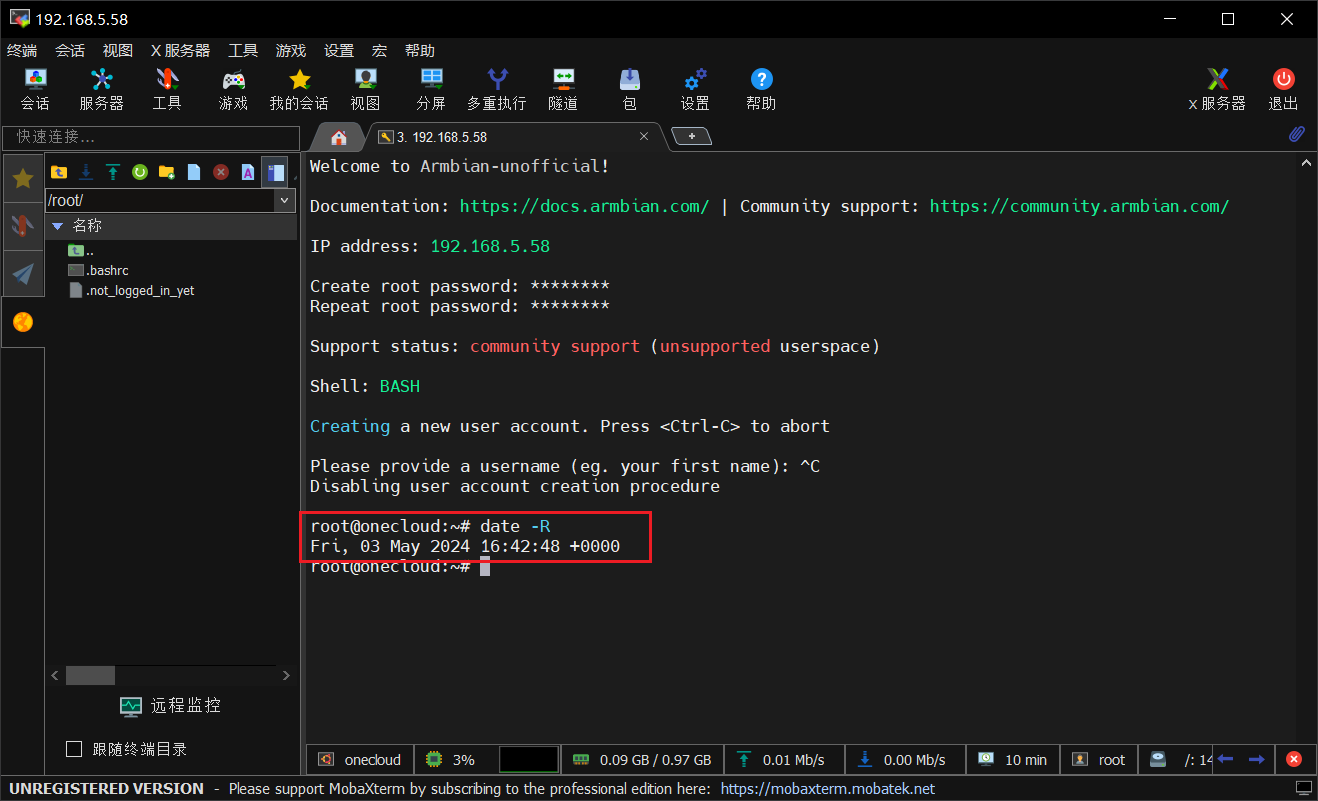 192.168.5.58
终端 会话 视图 X 服务器 工具 游戏 设置 宏 帮助
会话 服务器 工具 游戏 我的会话 视图 分屏 多重执行 隧道 包 设置 帮助 X 服务器 退出
快速连接...
3. 192.168.5.58
/root/
名称
..
.bashrc
.not_logged_in_yet
远程监控
跟随终端目录
Welcome to Armbian-unofficial!
Documentation: https://docs.armbian.com/ | Community support: https://community.armbian.com/
IP address: 192.168.5.58
Create root password: ********
Repeat root password: ********
Support status: community support (unsupported userspace)
Shell: BASH
Creating a new user account. Press <Ctrl-C> to abort
Please provide a username (eg. your first name): ^C
Disabling user account creation procedure
root@onecloud:~# date -R
Fri, 03 May 2024 16:42:48 +0000
root@onecloud:~#
onecloud 3% 0.09 GB / 0.97 GB 0.01 Mb/s 0.00 Mb/s 10 min root /: 14
UNREGISTERED VERSION - Please support MobaXterm by subscribing to the professional edition here: https://mobaxterm.mobatek.net